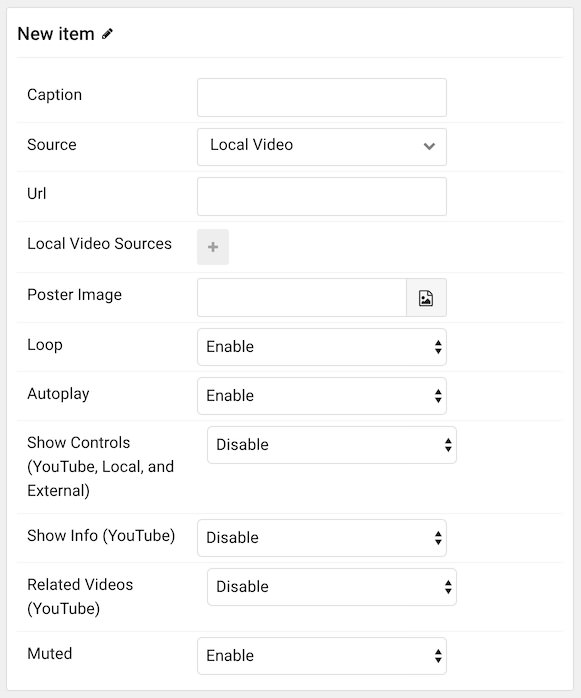 New item
Caption
Source Local Video
Url
Local Video Sources +
Poster Image
Loop Enable
Autoplay Enable
Show Controls Disable
(YouTube, Local, and
External)
Show Info (YouTube) Disable
Related Videos Disable
(YouTube)
Muted Enable